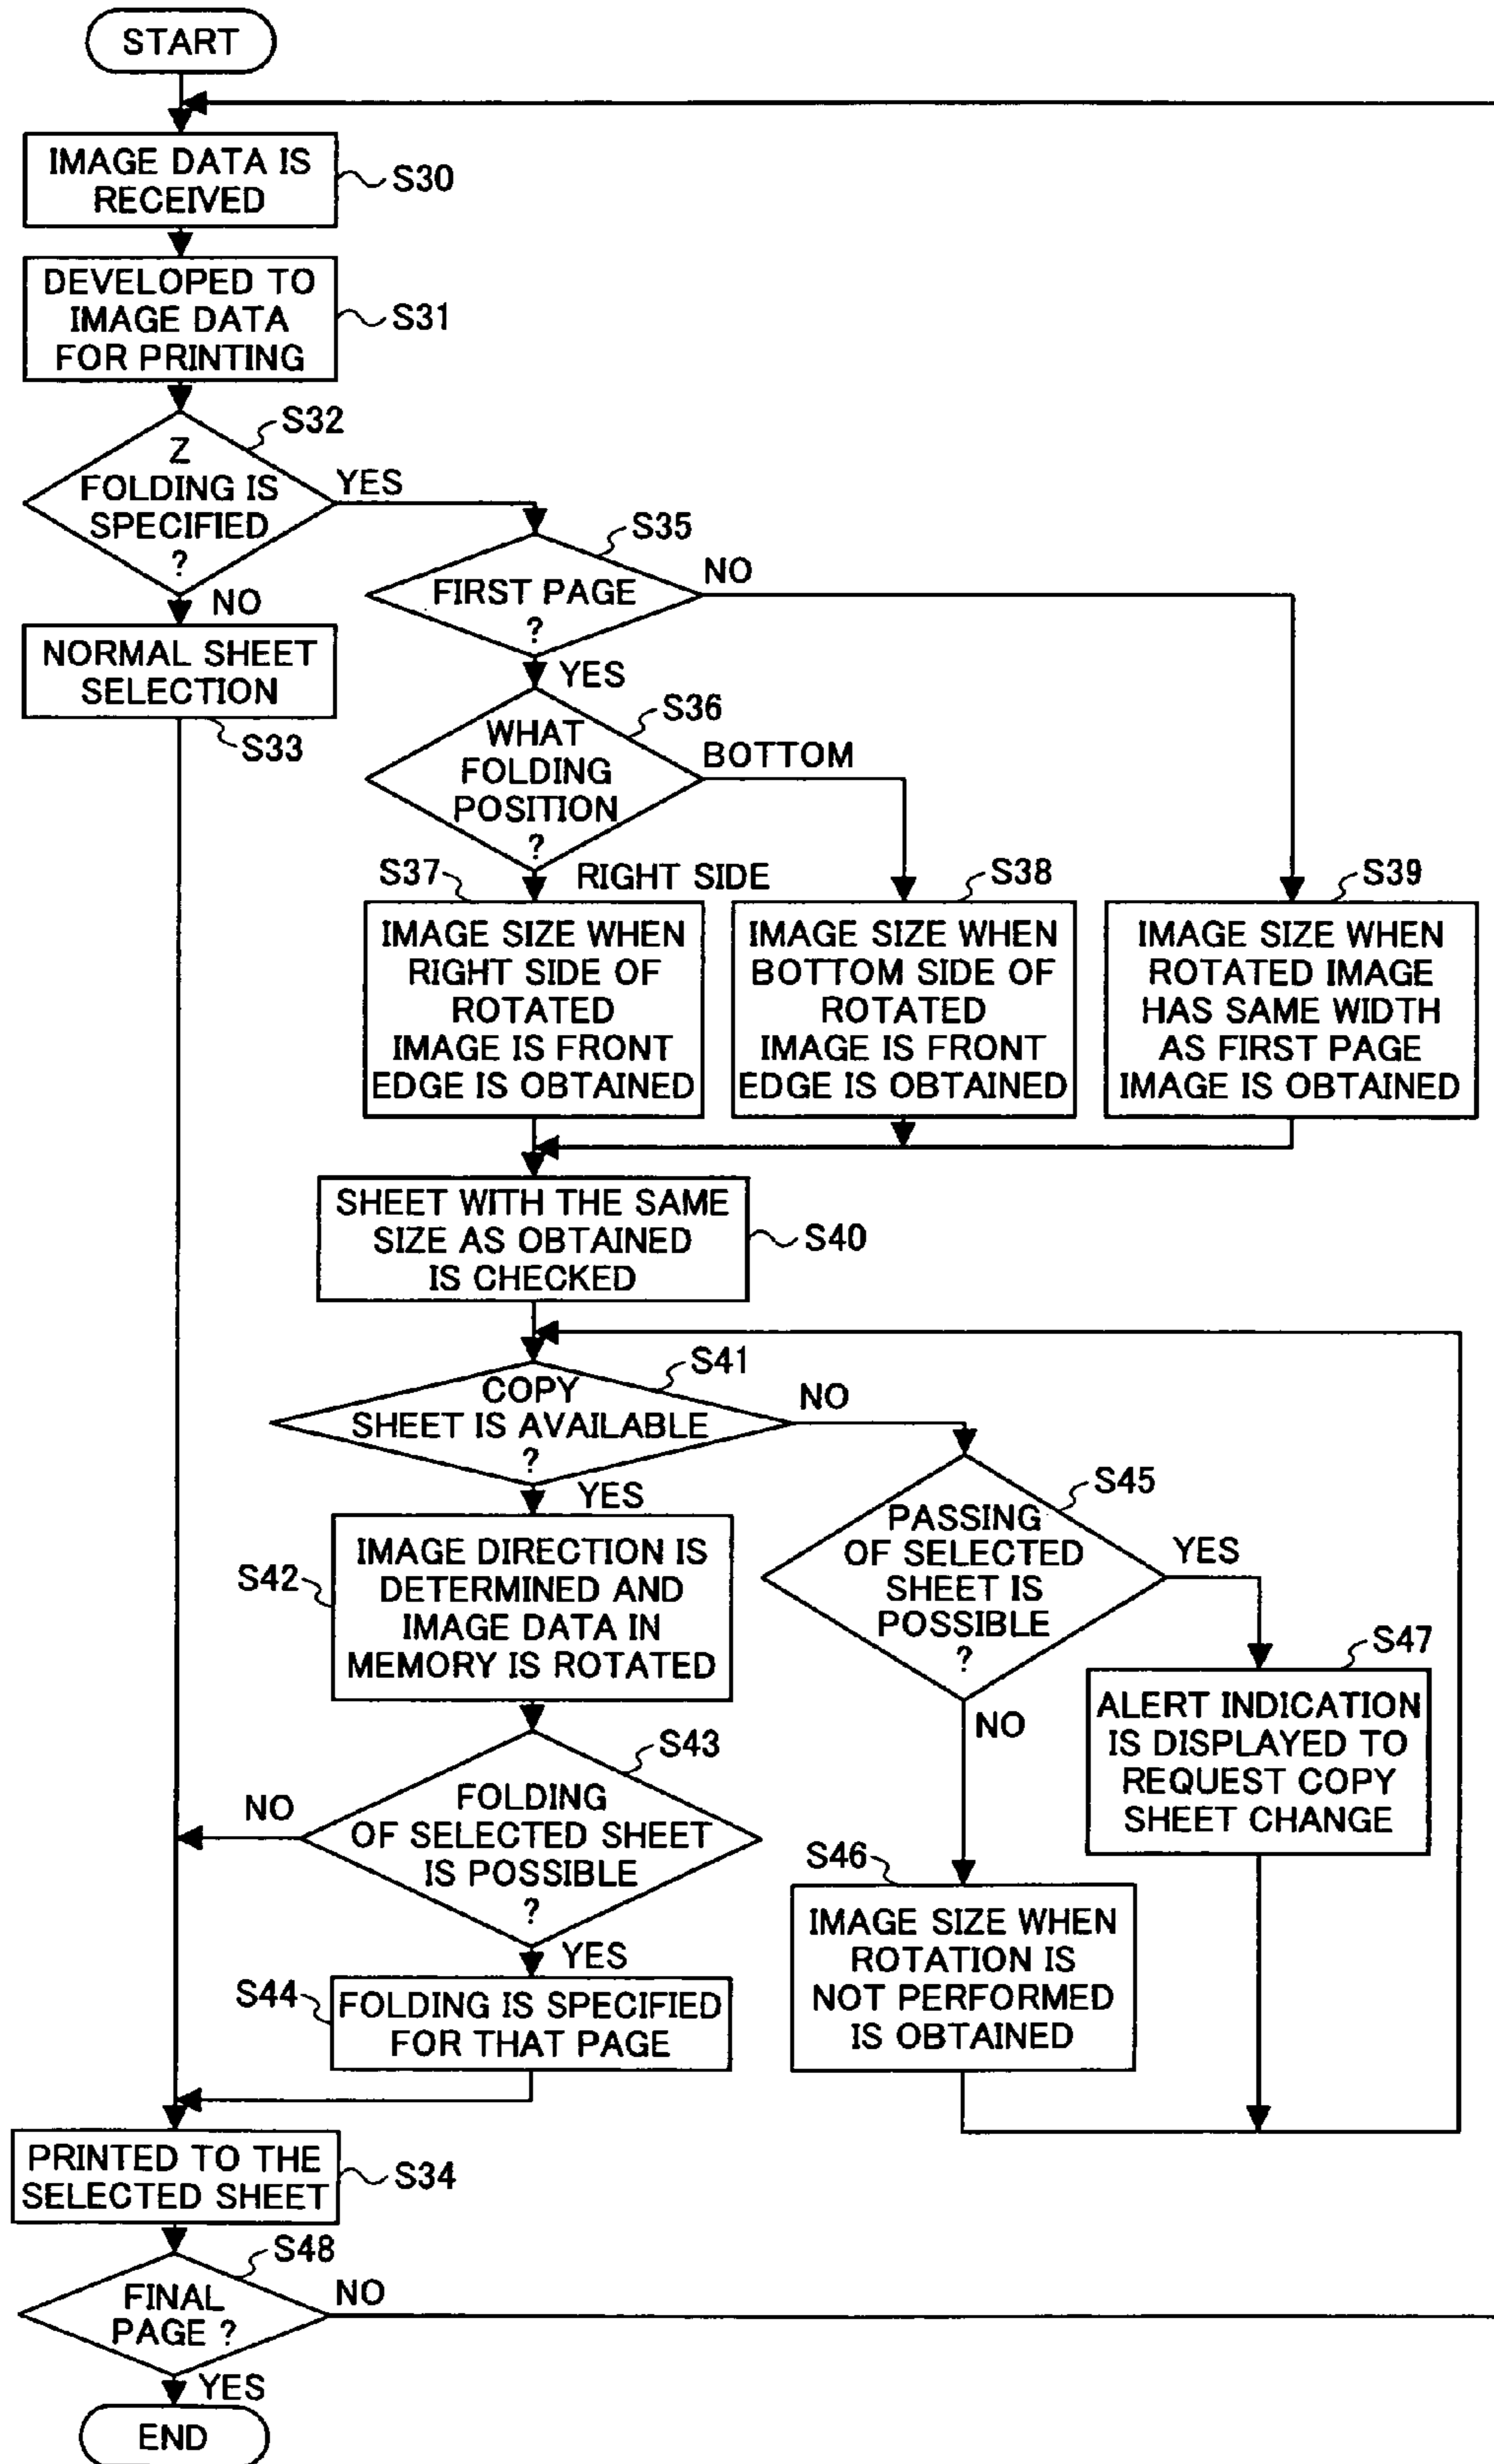 START
IMAGE DATA IS
RECEIVED
S30
DEVELOPED TO
IMAGE DATA
FOR PRINTING
S31
S32
Z
FOLDING IS
SPECIFIED
?
YES
NO
S35
FIRST PAGE
?
NO
YES
NORMAL SHEET
SELECTION
S33
S36
WHAT
FOLDING
POSITION
?
BOTTOM
RIGHT SIDE
S37
IMAGE SIZE WHEN
RIGHT SIDE OF
ROTATED
IMAGE IS FRONT
EDGE IS OBTAINED
S38
IMAGE SIZE WHEN
BOTTOM SIDE OF
ROTATED
IMAGE IS FRONT
EDGE IS OBTAINED
S39
IMAGE SIZE WHEN
ROTATED IMAGE
HAS SAME WIDTH
AS FIRST PAGE
IMAGE IS OBTAINED
SHEET WITH THE SAME
SIZE AS OBTAINED
IS CHECKED
S40
S41
COPY
SHEET IS AVAILABLE
?
NO
YES
S42
IMAGE DIRECTION IS
DETERMINED AND
IMAGE DATA IN
MEMORY IS ROTATED
S45
PASSING
OF SELECTED
SHEET IS
POSSIBLE
?
YES
NO
S47
ALERT INDICATION
IS DISPLAYED TO
REQUEST COPY
SHEET CHANGE
S43
FOLDING
OF SELECTED SHEET
IS POSSIBLE
?
NO
YES
S46
IMAGE SIZE WHEN
ROTATION IS
NOT PERFORMED
IS OBTAINED
S44
FOLDING IS SPECIFIED
FOR THAT PAGE
PRINTED TO THE
SELECTED SHEET
S34
S48
FINAL
PAGE ?
NO
YES
END